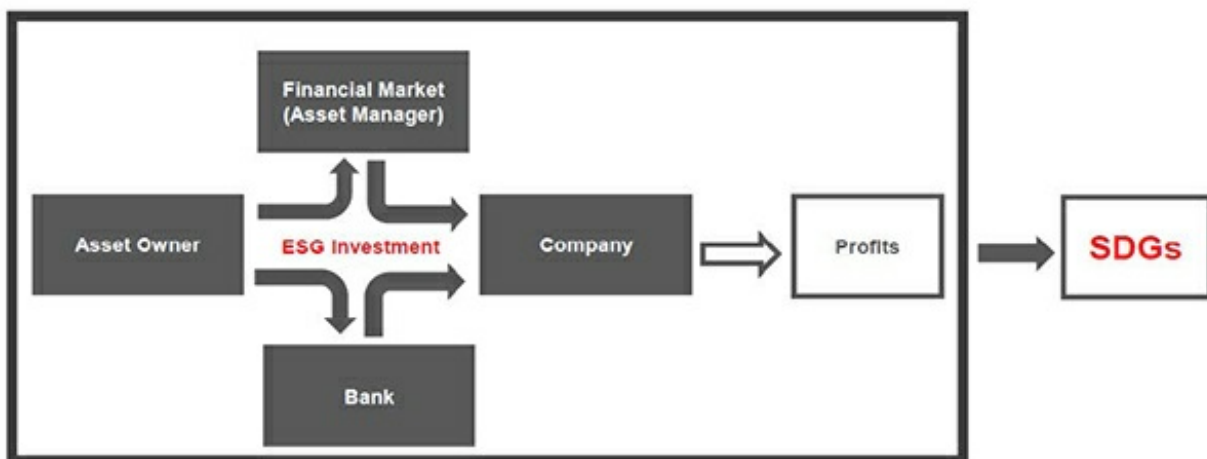 Financial Market
(Asset Manager)
Asset Owner
ESG Investment
Company
Profits
SDGs
Bank